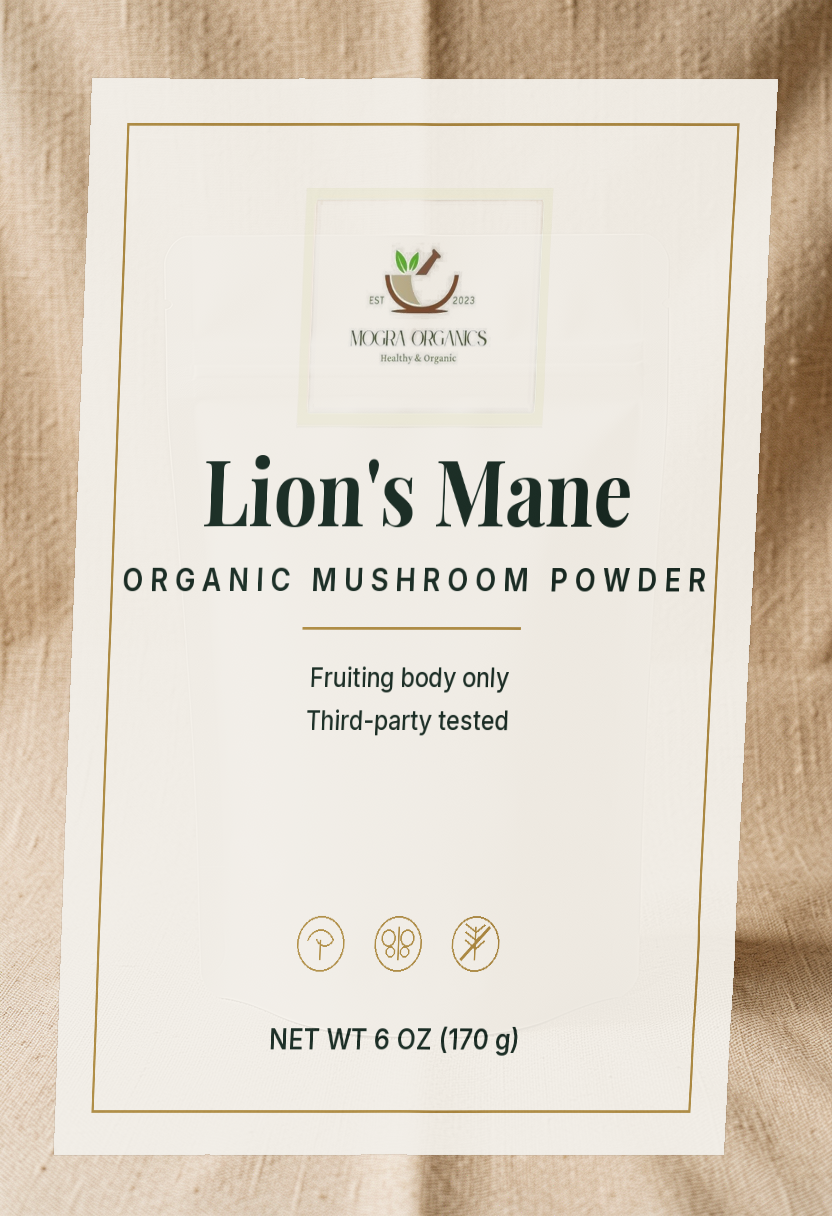 EST 2023
MOGRA ORGANICS
Healthy & Organic
Lion's Mane
ORGANIC MUSHROOM POWDER
Fruiting body only
Third-party tested
NET WT 6 OZ (170 g)